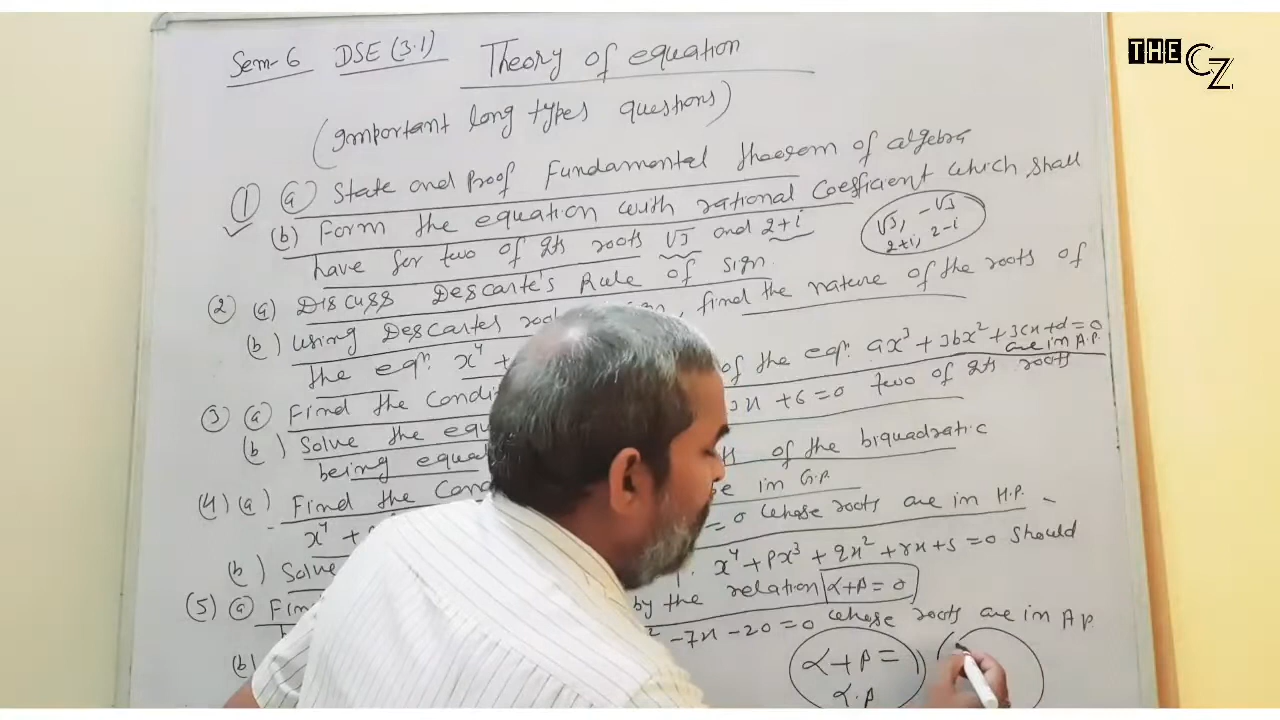 THE CZ
Sem-6 DSE (3.1) Theory of equation
(Important long types questions)
① (a) State and Proof Fundamental theorem of algebra
(b) Form the equation with rational Coefficient which shall
have for two of its roots √3 and 2+i
√3, -√3
2+i, 2-i
② (a) Discuss Descarte's Rule of sign
(b) Using Descartes find the nature of the roots of
the eqn. x⁴ +
③ (a) Find the Condi of the eqn. ax³ + 3bx² + 3cx + d = 0
are in A.P.
(b) Solve the equ x + 6 = 0 two of its roots
being equal
(4) (a) Find the Con of the biquadratic
x⁴ + be in G.P.
(b) Solve = 0 whose roots are in H.P.
(5) (a) Fin x⁴ + px³ + qx² + rx + s = 0 should
by the relation α+β = 0
(b) -7x -20 = 0 whose roots are in A.P
α+β =
α.β